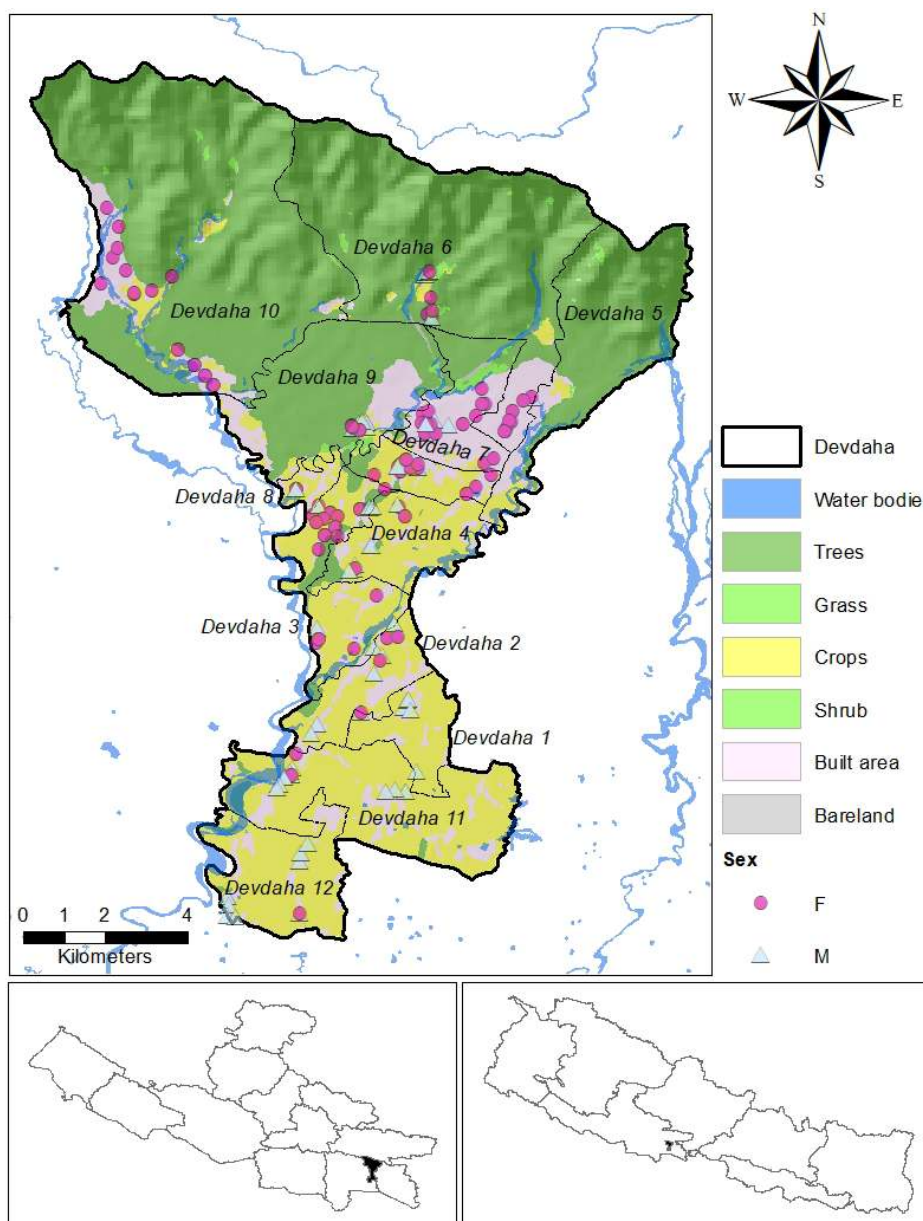 N
W
E
S
Devdaha 6
Devdaha 5
Devdaha 10
Devdaha 9
Devdaha 7
Devdaha 8
Devdaha 4
Devdaha 3
Devdaha 2
Devdaha 1
Devdaha 11
Devdaha 12
0 1 2 4
Kilometers
Devdaha
Water bodie
Trees
Grass
Crops
Shrub
Built area
Bareland
Sex
F
M